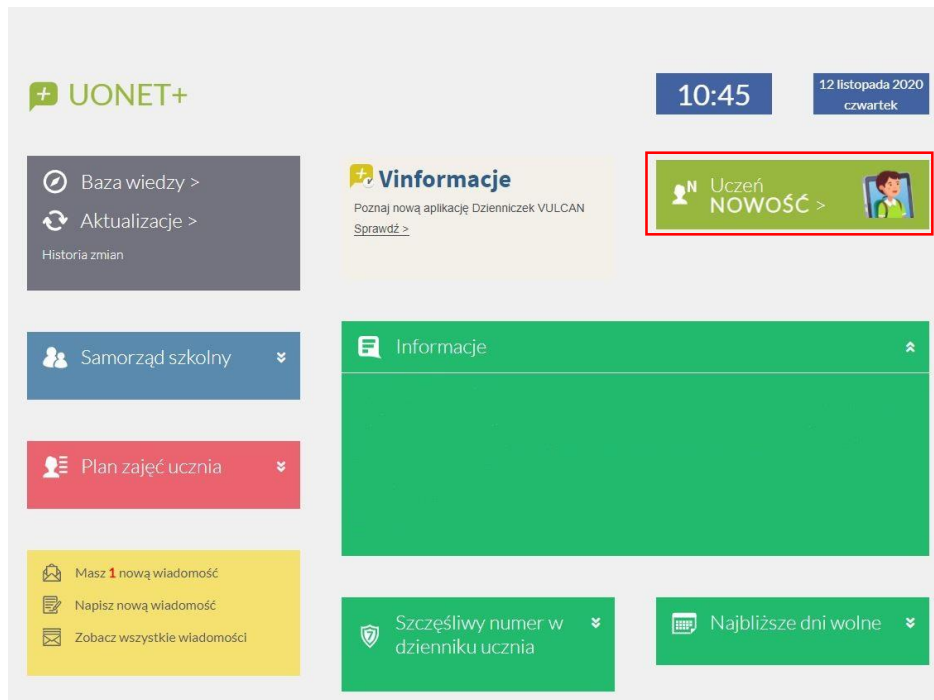 UONET+
10:45
12 listopada 2020
czwartek
Baza wiedzy >
Aktualizacje >
Historia zmian
Vinformacje
Poznaj nową aplikację Dzienniczek VULCAN
Sprawdź >
N Uczeń
NOWOŚĆ >
Samorząd szkolny
Informacje
Plan zajęć ucznia
Masz 1 nową wiadomość
Napisz nową wiadomość
Zobacz wszystkie wiadomości
7 Szczęśliwy numer w
dzienniku ucznia
Najbliższe dni wolne